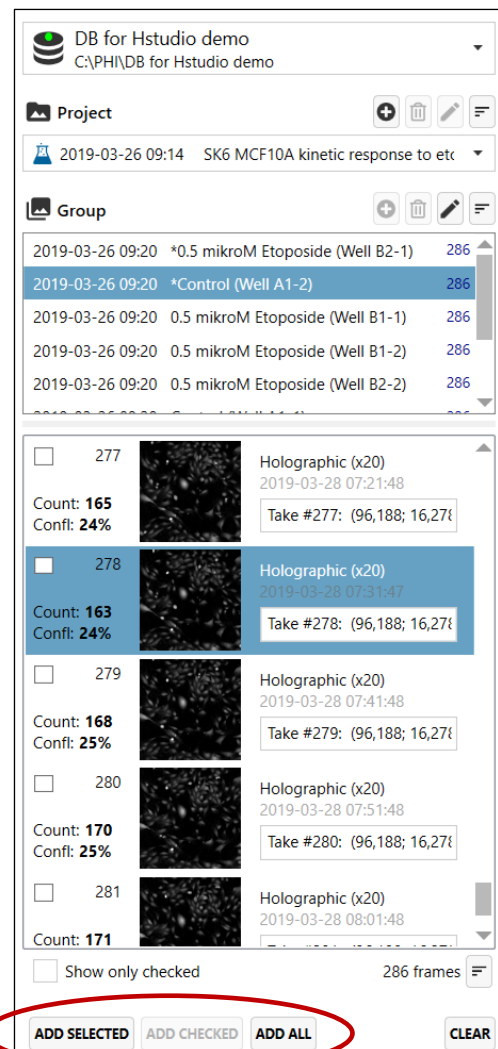 DB for Hstudio demo
C:\PHI\DB for Hstudio demo
Project
2019-03-26 09:14 SK6 MCF10A kinetic response to etc
Group
2019-03-26 09:20 *0.5 mikroM Etoposide (Well B2-1) 286
2019-03-26 09:20 *Control (Well A1-2) 286
2019-03-26 09:20 0.5 mikroM Etoposide (Well B1-1) 286
2019-03-26 09:20 0.5 mikroM Etoposide (Well B1-2) 286
2019-03-26 09:20 0.5 mikroM Etoposide (Well B2-2) 286
277
Holographic (x20)
2019-03-28 07:21:48
Count: 165
Take #277: (96,188; 16,278
Confl: 24%
278
Holographic (x20)
2019-03-28 07:31:47
Count: 163
Take #278: (96,188; 16,278
Confl: 24%
279
Holographic (x20)
2019-03-28 07:41:48
Count: 168
Take #279: (96,188; 16,278
Confl: 25%
280
Holographic (x20)
2019-03-28 07:51:48
Count: 170
Take #280: (96,188; 16,278
Confl: 25%
281
Holographic (x20)
2019-03-28 08:01:48
Count: 171
Show only checked 286 frames
ADD SELECTED ADD CHECKED ADD ALL CLEAR